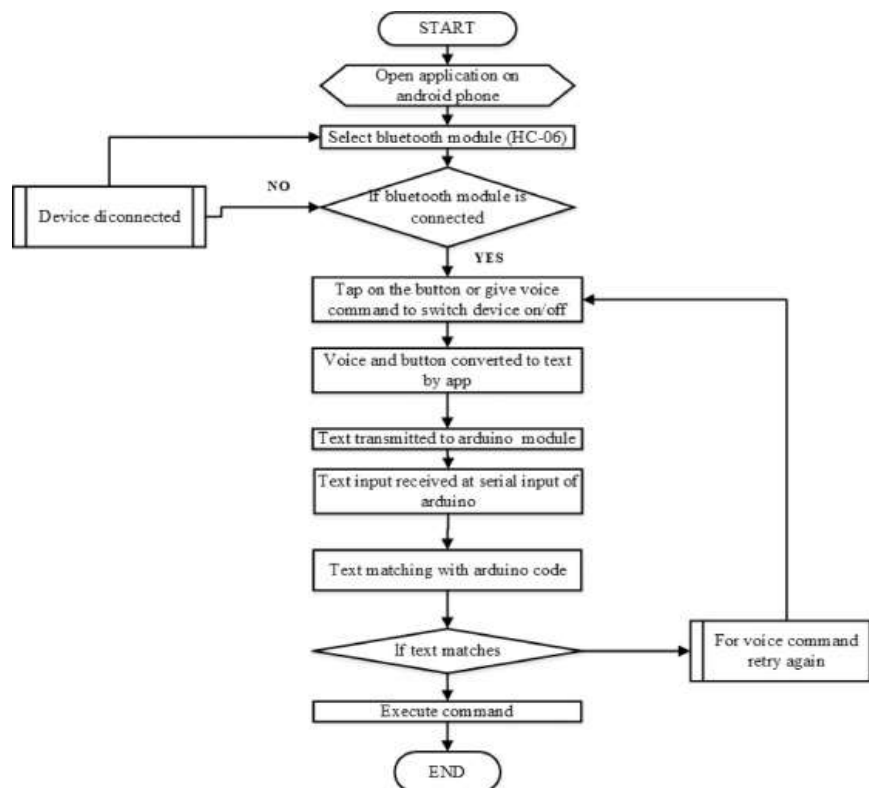 START
Open application on
android phone
Select bluetooth module (HC-06)
NO
If bluetooth module is
connected
Device diconnected
YES
Tap on the button or give voice
command to switch device on/off
Voice and button converted to text
by app
Text transmitted to arduino module
Text input received at serial input of
arduino
Text matching with arduino code
If text matches
For voice command
retry again
Execute command
END